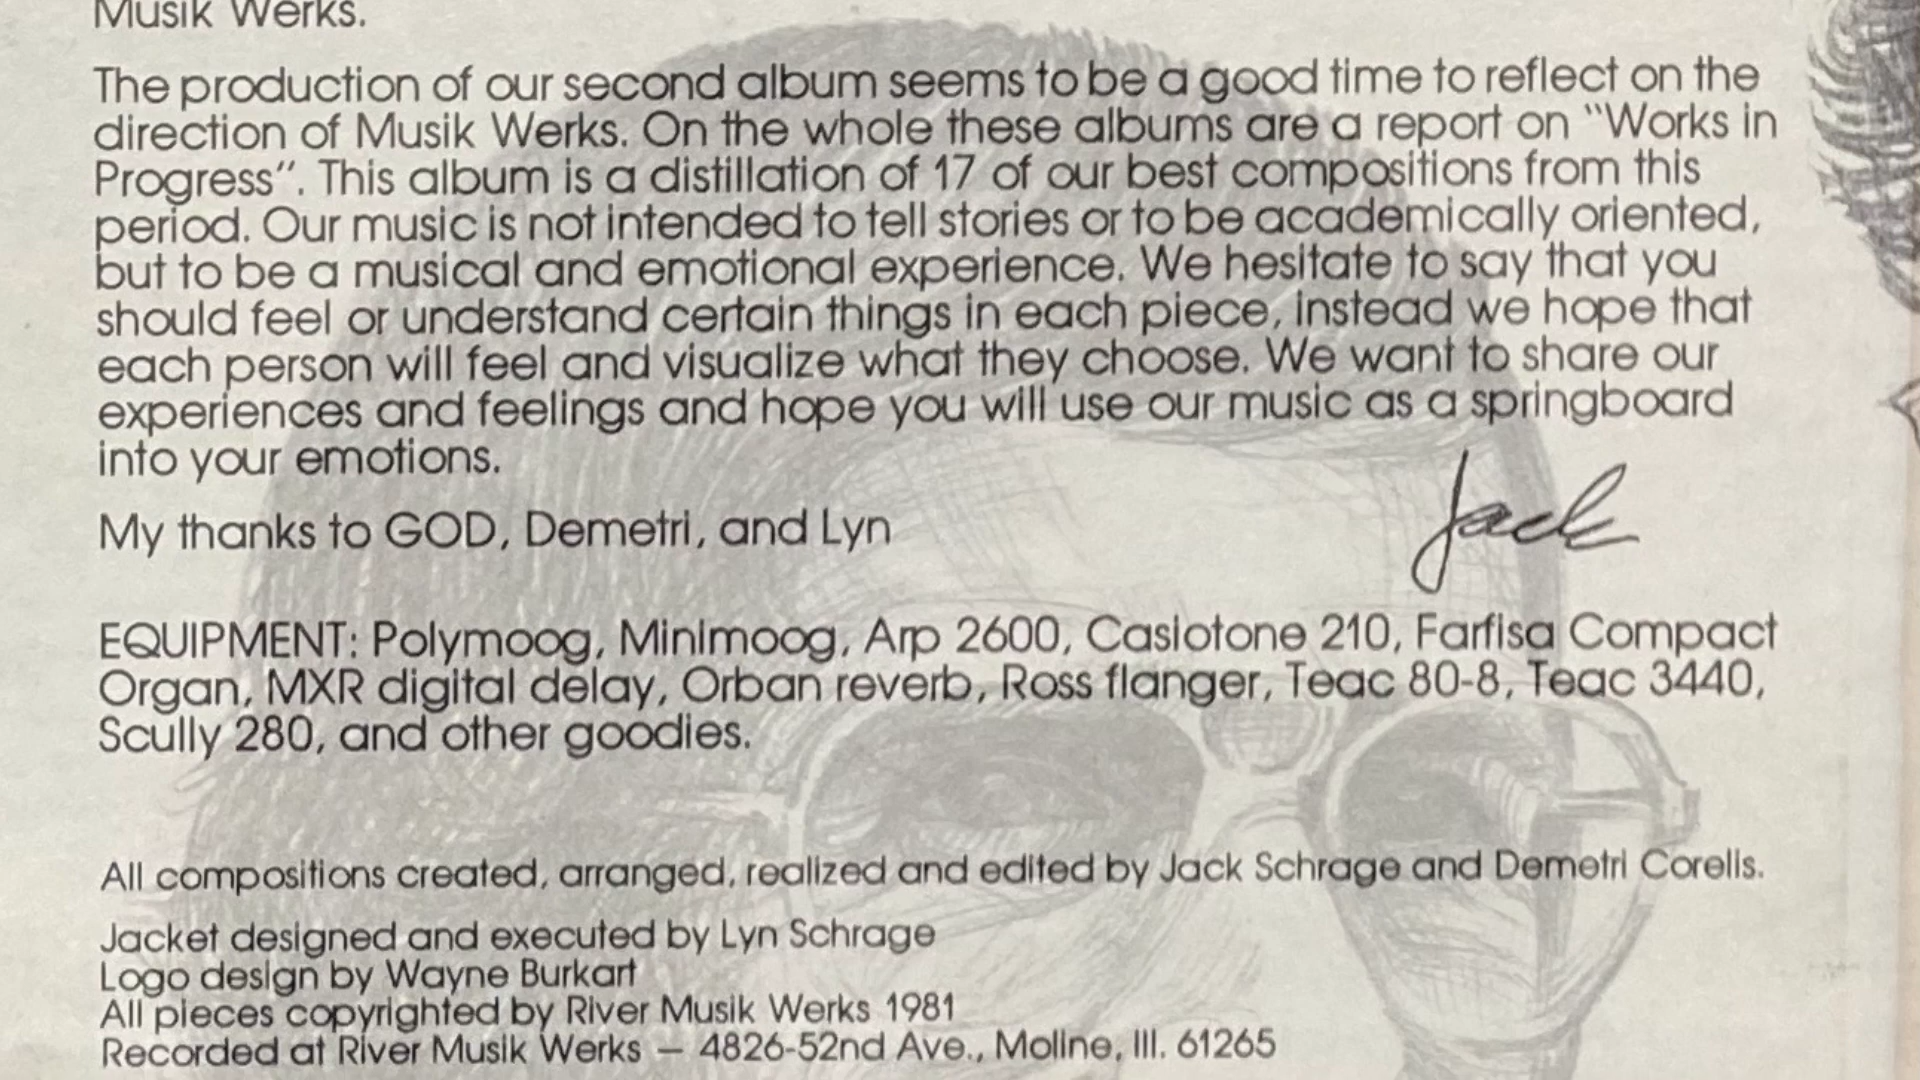 Musik Werks.
The production of our second album seems to be a good time to reflect on the
direction of Musik Werks. On the whole these albums are a report on "Works in
Progress". This album is a distillation of 17 of our best compositions from this
period. Our music is not intended to tell stories or to be academically oriented,
but to be a musical and emotional experience. We hesitate to say that you
should feel or understand certain things in each piece, instead we hope that
each person will feel and visualize what they choose. We want to share our
experiences and feelings and hope you will use our music as a springboard
into your emotions.
My thanks to GOD, Demetri, and Lyn
Jack
EQUIPMENT: Polymoog, Minimoog, Arp 2600, Casiotone 210, Farfisa Compact
Organ, MXR digital delay, Orban reverb, Ross flanger, Teac 80-8, Teac 3440,
Scully 280, and other goodies.
All compositions created, arranged, realized and edited by Jack Schrage and Demetri Corelis.
Jacket designed and executed by Lyn Schrage
Logo design by Wayne Burkart
All pieces copyrighted by River Musik Werks 1981
Recorded at River Musik Werks — 4826-52nd Ave., Moline, Ill. 61265